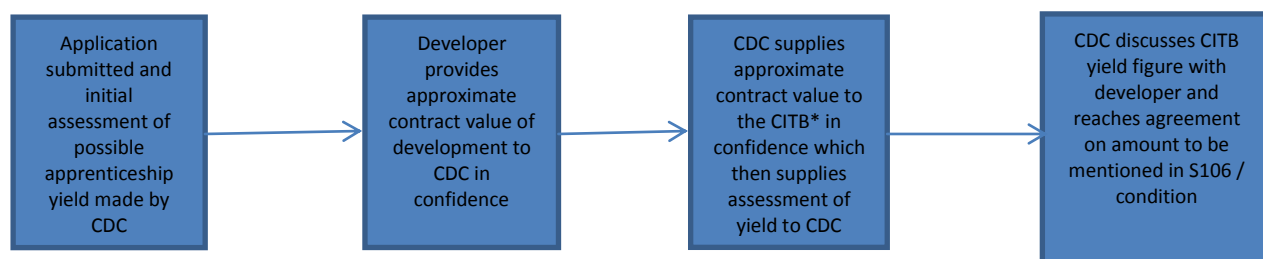 Application
submitted and
initial
assessment of
possible
apprenticeship
yield made by
CDC
Developer
provides
approximate
contract value of
development to
CDC in
confidence
CDC supplies
approximate
contract value to
the CITB* in
confidence which
then supplies
assessment of
yield to CDC
CDC discusses CITB
yield figure with
developer and
reaches agreement
on amount to be
mentioned in S106 /
condition